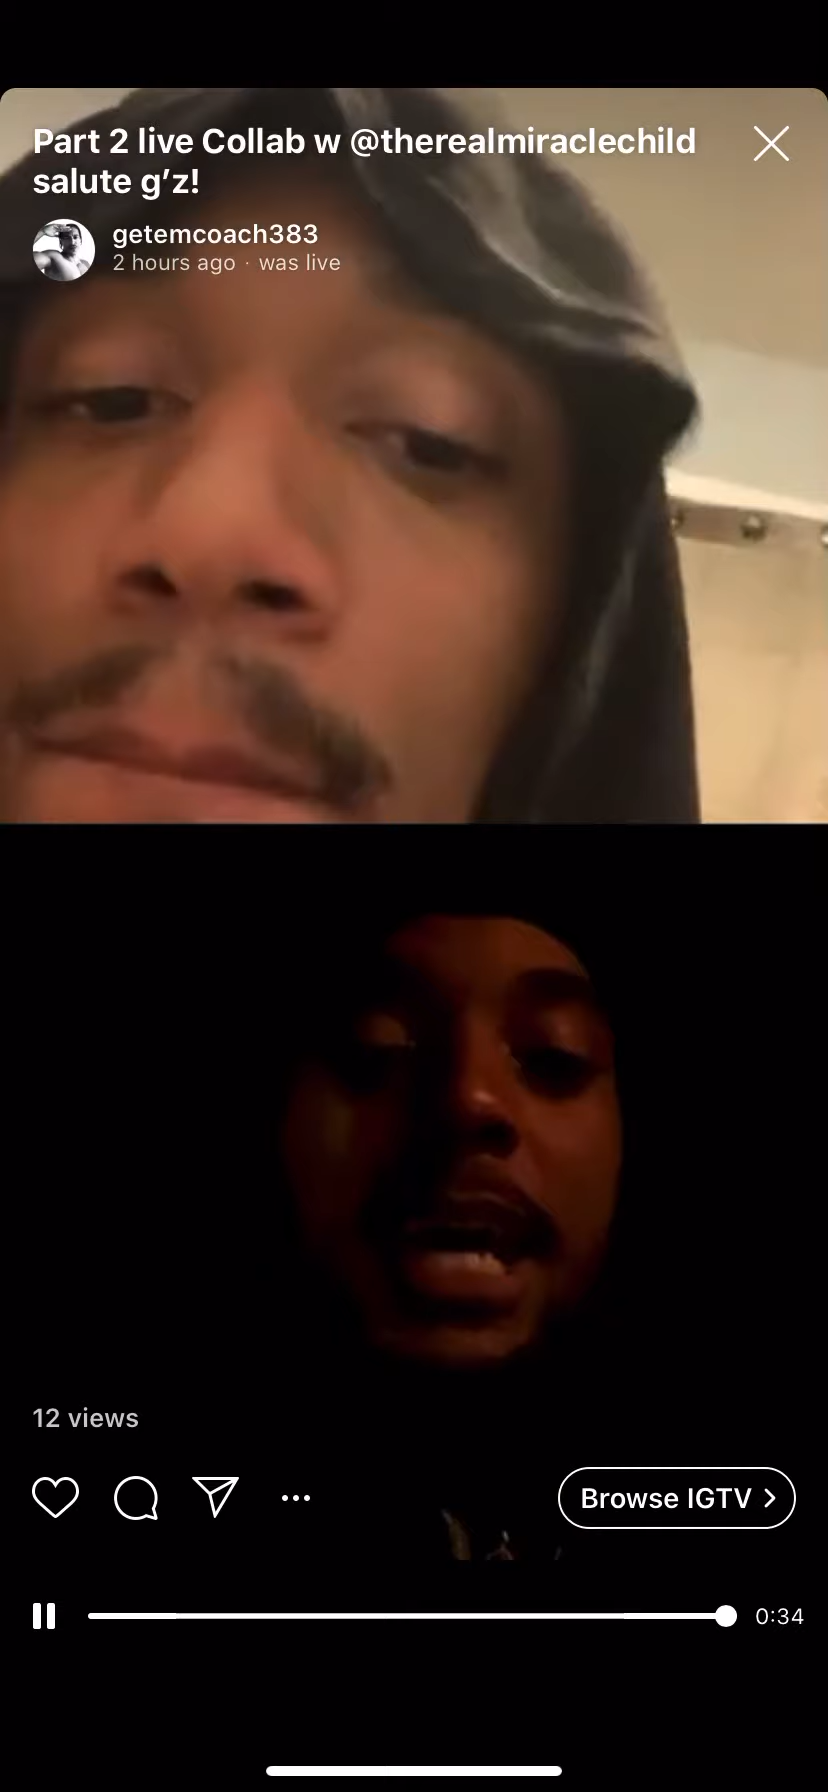 Part 2 live Collab w @therealmiraclechild
salute g’z!
getemcoach383
2 hours ago · was live
12 views
Browse IGTV
0:34